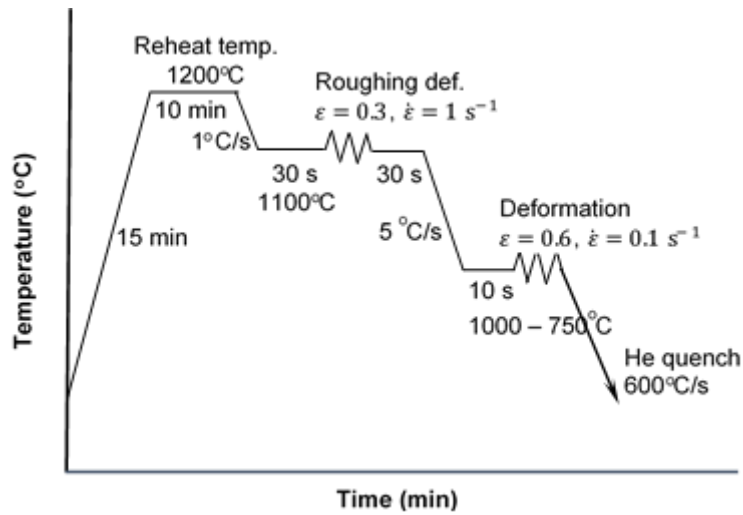 Reheat temp.
1200°C
10 min
1°C/s
Roughing def.
ε = 0.3, ε̇ = 1 s⁻¹
30 s
30 s
1100°C
15 min
5 °C/s
Deformation
ε = 0.6, ε̇ = 0.1 s⁻¹
10 s
1000 – 750°C
He quench
600°C/s
Temperature (°C)
Time (min)